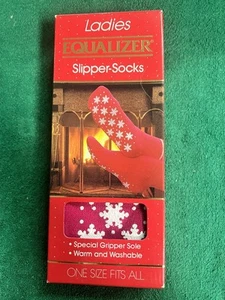 Ladies
EQUALIZER®
Slipper-Socks
• Special Gripper Sole
• Warm and Washable
ONE SIZE FITS ALL